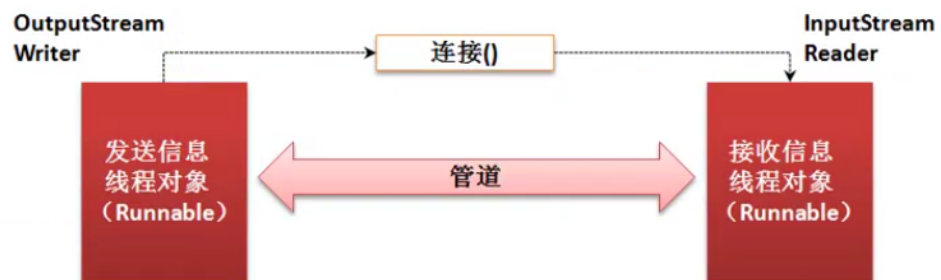 OutputStream
Writer
连接()
InputStream
Reader
发送信息
线程对象
（Runnable）
管道
接收信息
线程对象
（Runnable）